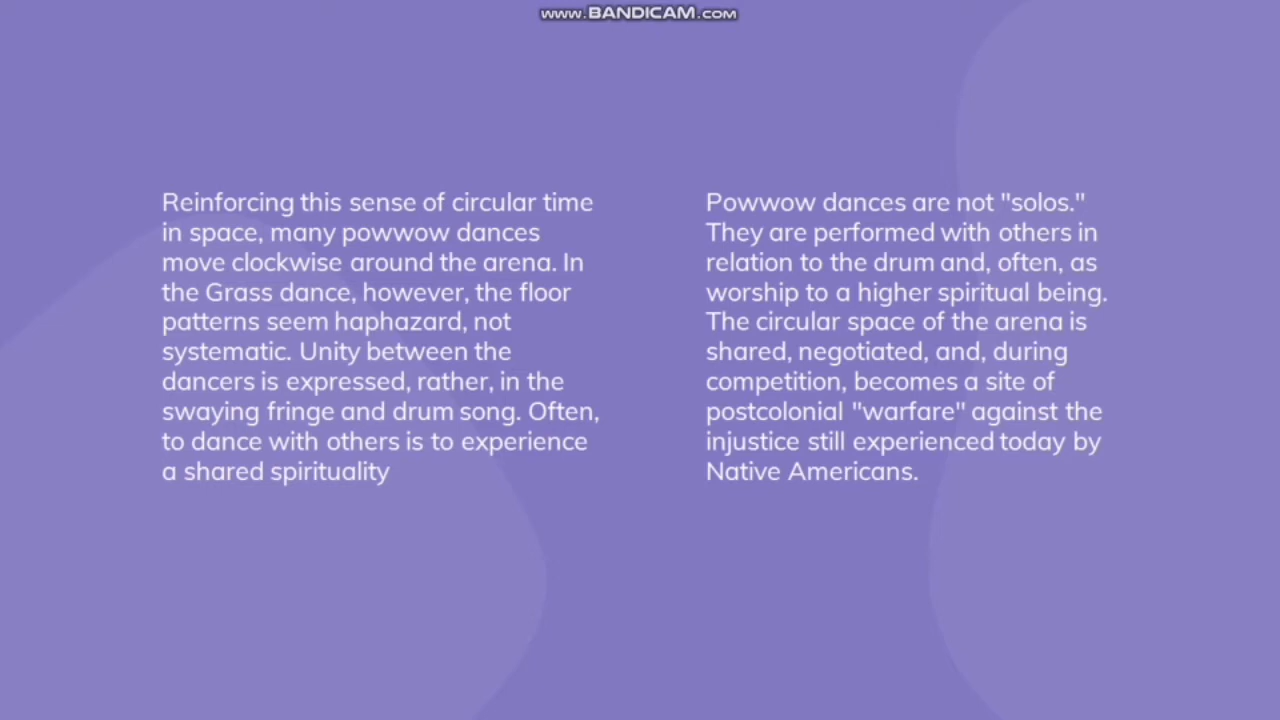 www.BANDICAM.com
Reinforcing this sense of circular time
in space, many powwow dances
move clockwise around the arena. In
the Grass dance, however, the floor
patterns seem haphazard, not
systematic. Unity between the
dancers is expressed, rather, in the
swaying fringe and drum song. Often,
to dance with others is to experience
a shared spirituality
Powwow dances are not "solos."
They are performed with others in
relation to the drum and, often, as
worship to a higher spiritual being.
The circular space of the arena is
shared, negotiated, and, during
competition, becomes a site of
postcolonial "warfare" against the
injustice still experienced today by
Native Americans.